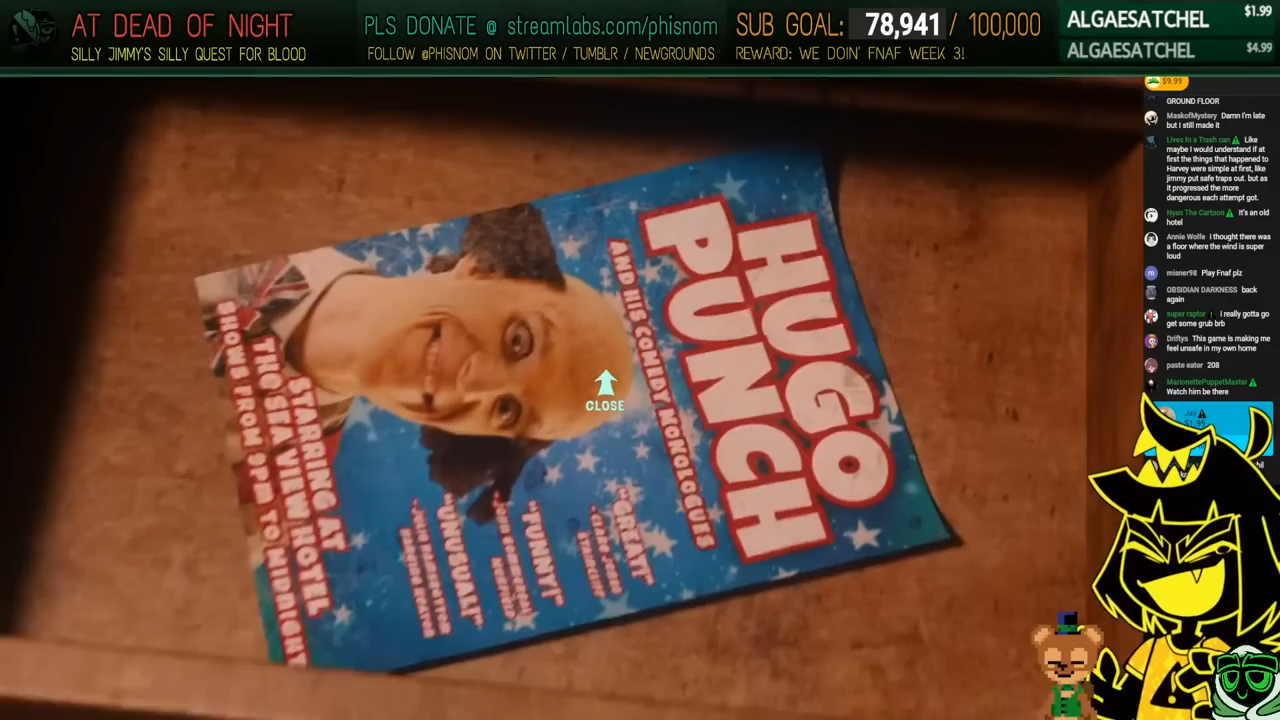 AT DEAD OF NIGHT
SILLY JIMMY'S SILLY QUEST FOR BLOOD
PLS DONATE @ streamlabs.com/phisnom
FOLLOW @PHISNOM ON TWITTER / TUMBLR / NEWGROUNDS
SUB GOAL: 78,941 / 100,000
REWARD: WE DOIN' FNAF WEEK 3!
ALGAESATCHEL $1.99
ALGAESATCHEL $4.99
HUGO
PUNCH
AND HIS COMEDY MONOLOGUES
"GREAT!"
"FUNNY!"
"UNUSUAL!"
STARRING AT
THE SEA VIEW HOTEL
SHOWS FROM 9PM TO MIDNIGHT
CLOSE
$9.99
GROUND FLOOR
MaskofMystery Damn I'm late
but I still made it
Lives In a Trash can Like
maybe I would understand if at
first the things that happened to
Harvey were simple at first, like
jimmy put safe traps out. but as it
progressed the more
dangerous each attempt got.
Nyan The Cartoon It's an old
hotel
Annie Wolfe i thought there was
a floor where the wind is super
loud
misner98 Play Fnaf plz
OBSIDIAN DARKNESS back
again
super raptor ! i really gotta go
get some grub brb
Driftys This game is making me
feel unsafe in my own home
paste eater 208
MarionettePuppetMaster
Watch him be there
Jay
$1.99